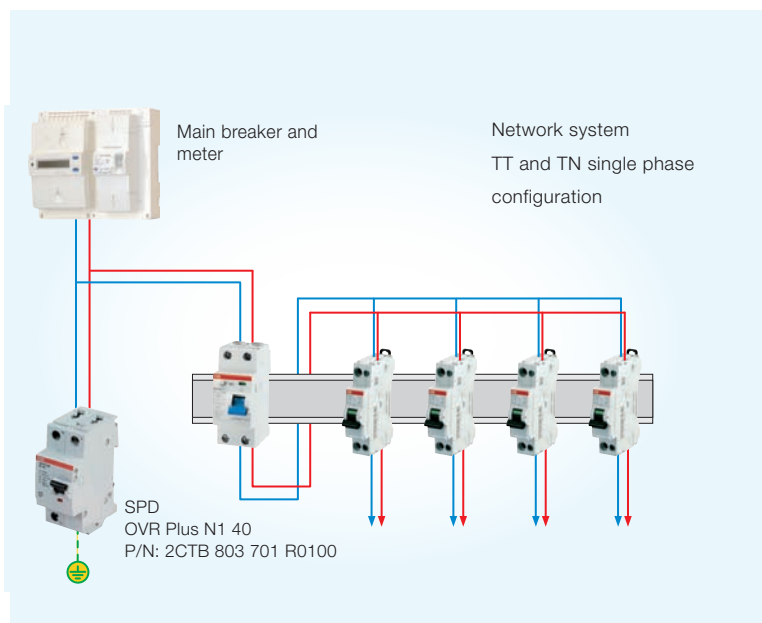 Main breaker and
meter
Network system
TT and TN single phase
configuration
SPD
OVR Plus N1 40
P/N: 2CTB 803 701 R0100